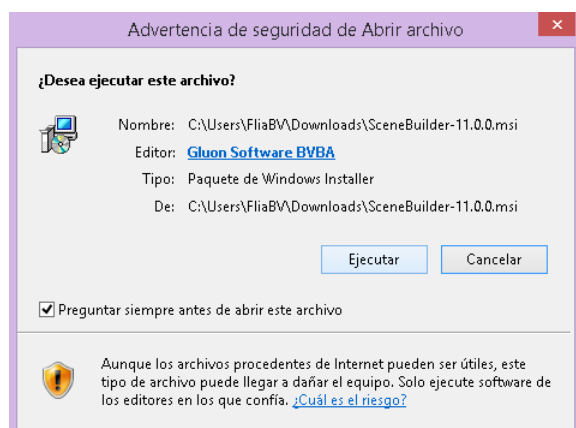 Advertencia de seguridad de Abrir archivo
¿Desea ejecutar este archivo?
Nombre: C:\Users\FliaBV\Downloads\SceneBuilder-11.0.0.msi
Editor: Gluon Software BVBA
Tipo: Paquete de Windows Installer
De: C:\Users\FliaBV\Downloads\SceneBuilder-11.0.0.msi
Ejecutar Cancelar
Preguntar siempre antes de abrir este archivo
Aunque los archivos procedentes de Internet pueden ser útiles, este
tipo de archivo puede llegar a dañar el equipo. Solo ejecute software de
los editores en los que confía. ¿Cuál es el riesgo?